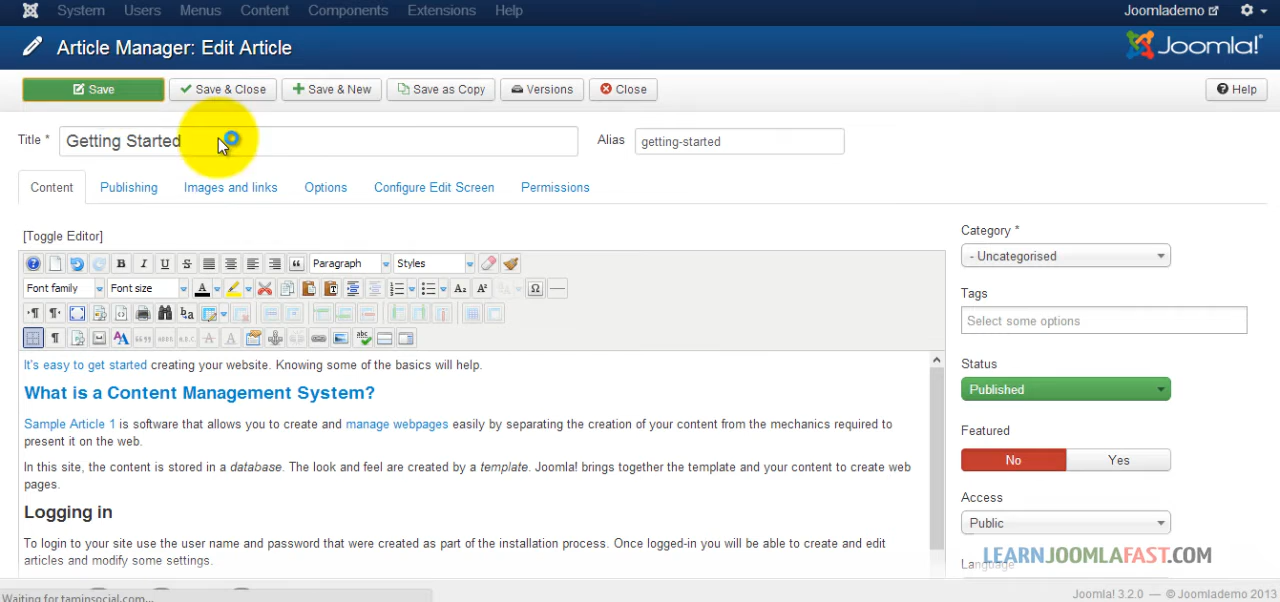 System Users Menus Content Components Extensions Help Joomlademo
Article Manager: Edit Article Joomla!
Save Save & Close Save & New Save as Copy Versions Close Help
Title * Getting Started Alias getting-started
Content Publishing Images and links Options Configure Edit Screen Permissions
[Toggle Editor]
Paragraph Styles
Font family Font size
It's easy to get started creating your website. Knowing some of the basics will help.
What is a Content Management System?
Sample Article 1 is software that allows you to create and manage webpages easily by separating the creation of your content from the mechanics required to
present it on the web.
In this site, the content is stored in a database. The look and feel are created by a template. Joomla! brings together the template and your content to create web
pages.
Logging in
To login to your site use the user name and password that were created as part of the installation process. Once logged-in you will be able to create and edit
articles and modify some settings.
Category *
- Uncategorised
Tags
Select some options
Status
Published
Featured
No Yes
Access
Public
LEARNJOOMLAFAST.COM
Language
Waiting for taminsocial.com...
Joomla! 3.2.0 — © Joomlademo 2013